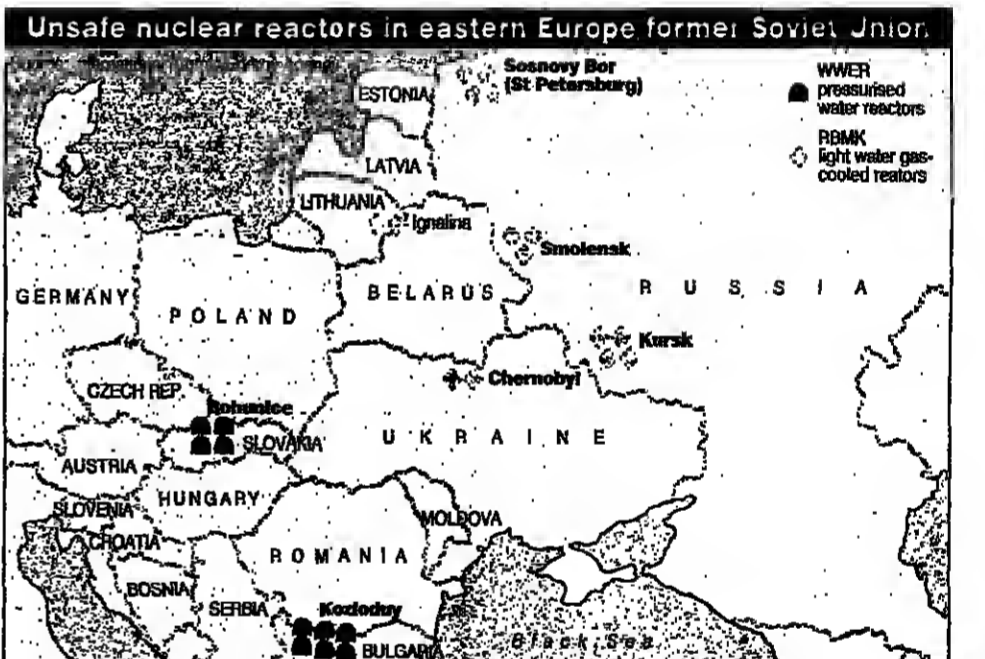 Unsafe nuclear reactors in eastern Europe former Soviet Jnion
Sosnovy Bor
(St Petersburg)
WWER
pressurised
water reactors
RBMK
light water gas-
cooled reators
ESTONIA
LATVIA
LITHUANIA
Ignalina
Smolensk
GERMANY
POLAND
BELARUS
RUSSIA
Kursk
CZECH REP
Chernobyl
Bohunice
SLOVAKIA
UKRAINE
AUSTRIA
HUNGARY
SLOVENIA
CROATIA
MOLDOVA
ROMANIA
BOSNIA
SERBIA
Kozloduy
BULGARIA
Black Sea